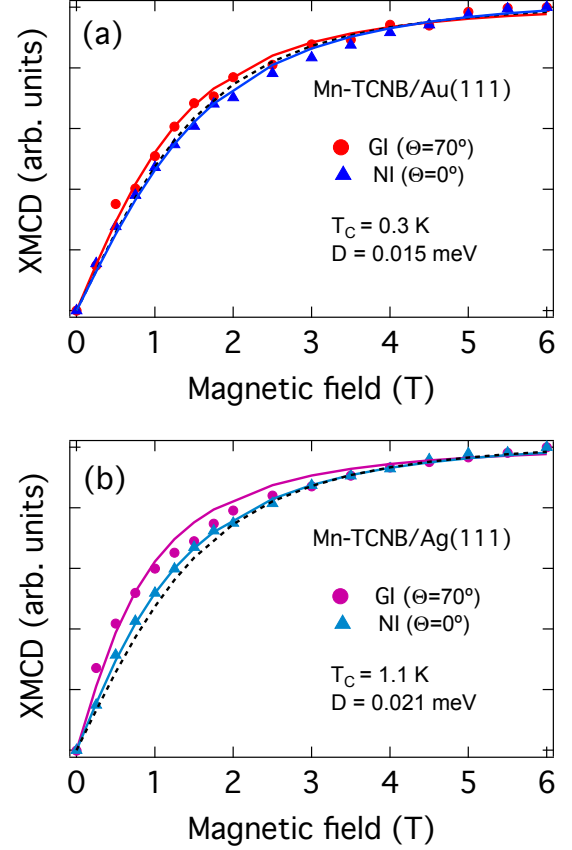 (a)
XMCD (arb. units)
Mn-TCNB/Au(111)
GI (Θ=70º)
NI (Θ=0º)
T_C = 0.3 K
D = 0.015 meV
0 1 2 3 4 5 6
Magnetic field (T)
(b)
XMCD (arb. units)
Mn-TCNB/Ag(111)
GI (Θ=70º)
NI (Θ=0º)
T_C = 1.1 K
D = 0.021 meV
0 1 2 3 4 5 6
Magnetic field (T)